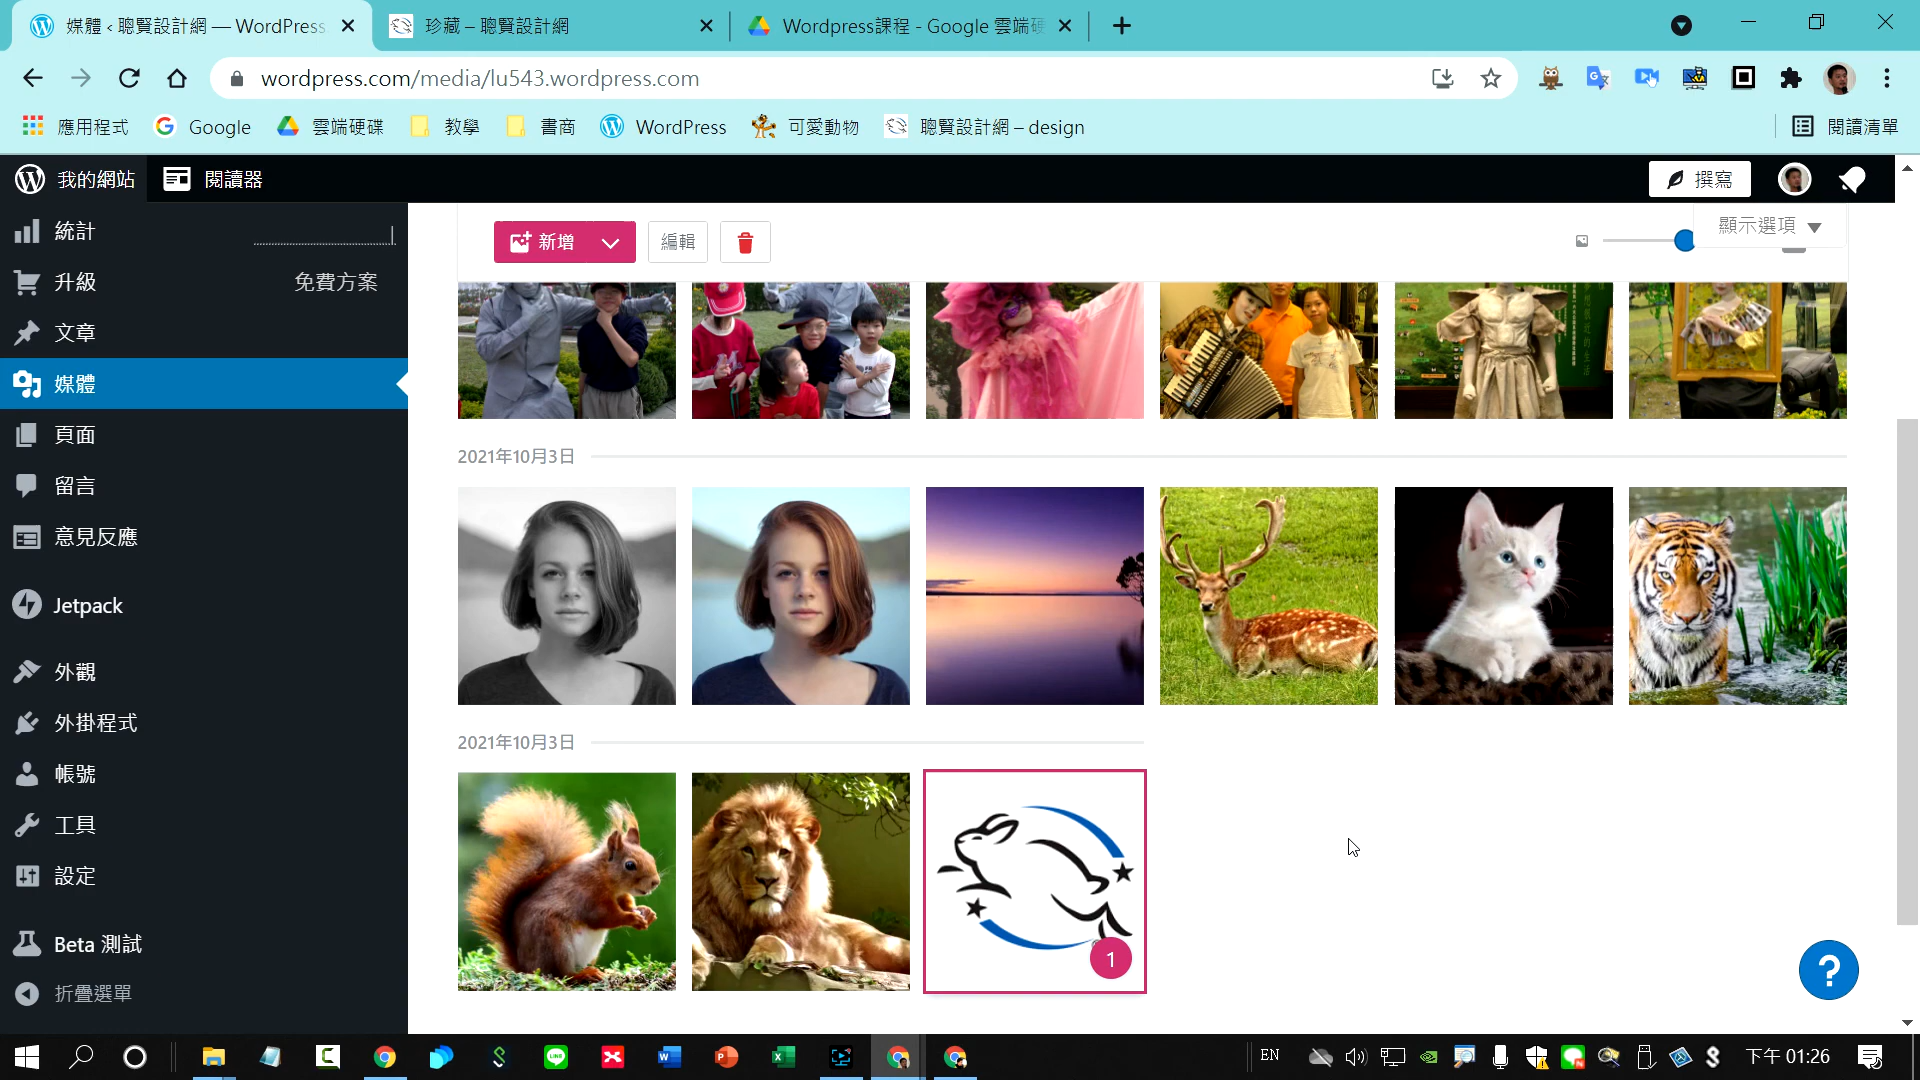 媒體 ‹ 聰賢設計網 — WordPress
珍藏 – 聰賢設計網
Wordpress課程 - Google 雲端硬
wordpress.com/media/lu543.wordpress.com
應用程式
Google
雲端硬碟
教學
書商
WordPress
可愛動物
聰賢設計網 – design
閱讀清單
我的網站
閱讀器
撰寫
統計
升級
免費方案
文章
媒體
頁面
留言
意見反應
Jetpack
外觀
外掛程式
帳號
工具
設定
Beta 測試
折疊選單
新增
編輯
顯示選項
2021年10月3日
2021年10月3日
1
?
EN
下午 01:26